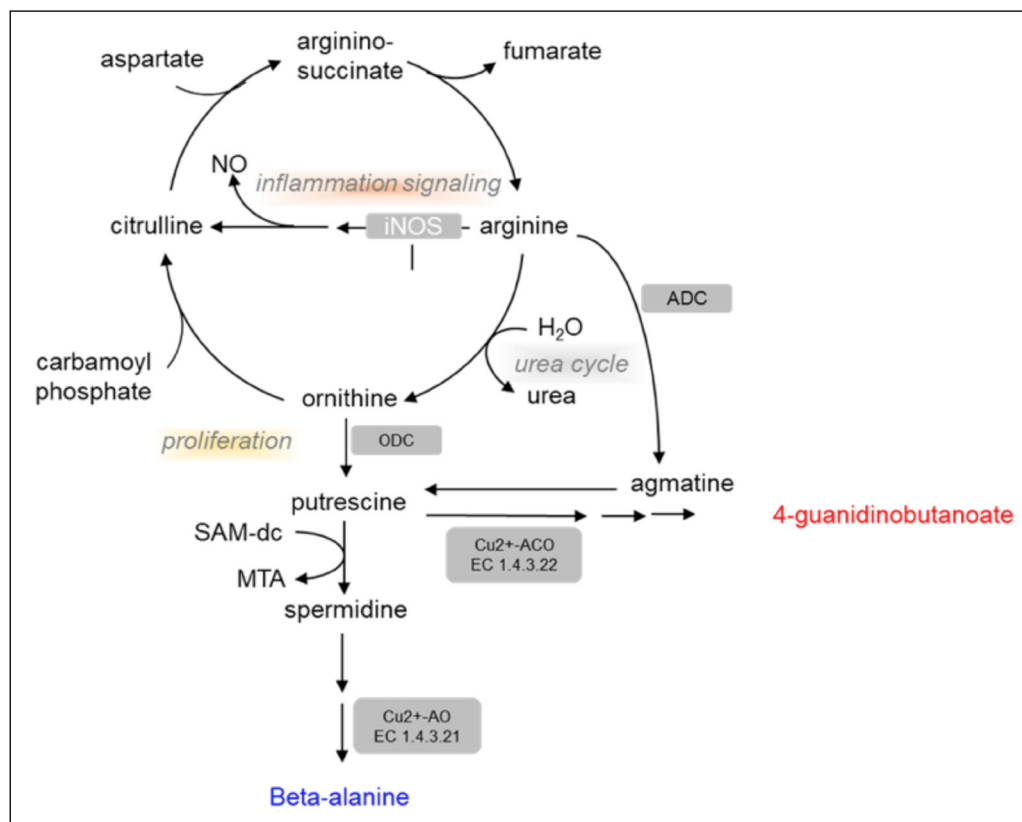 arginino-
succinate
aspartate
fumarate
NO
inflammation signaling
citrulline
iNOS
arginine
ADC
H₂O
urea cycle
urea
carbamoyl
phosphate
ornithine
proliferation
ODC
agmatine
putrescine
4-guanidinobutanoate
SAM-dc
Cu2+-ACO
EC 1.4.3.22
MTA
spermidine
Cu2+-AO
EC 1.4.3.21
Beta-alanine